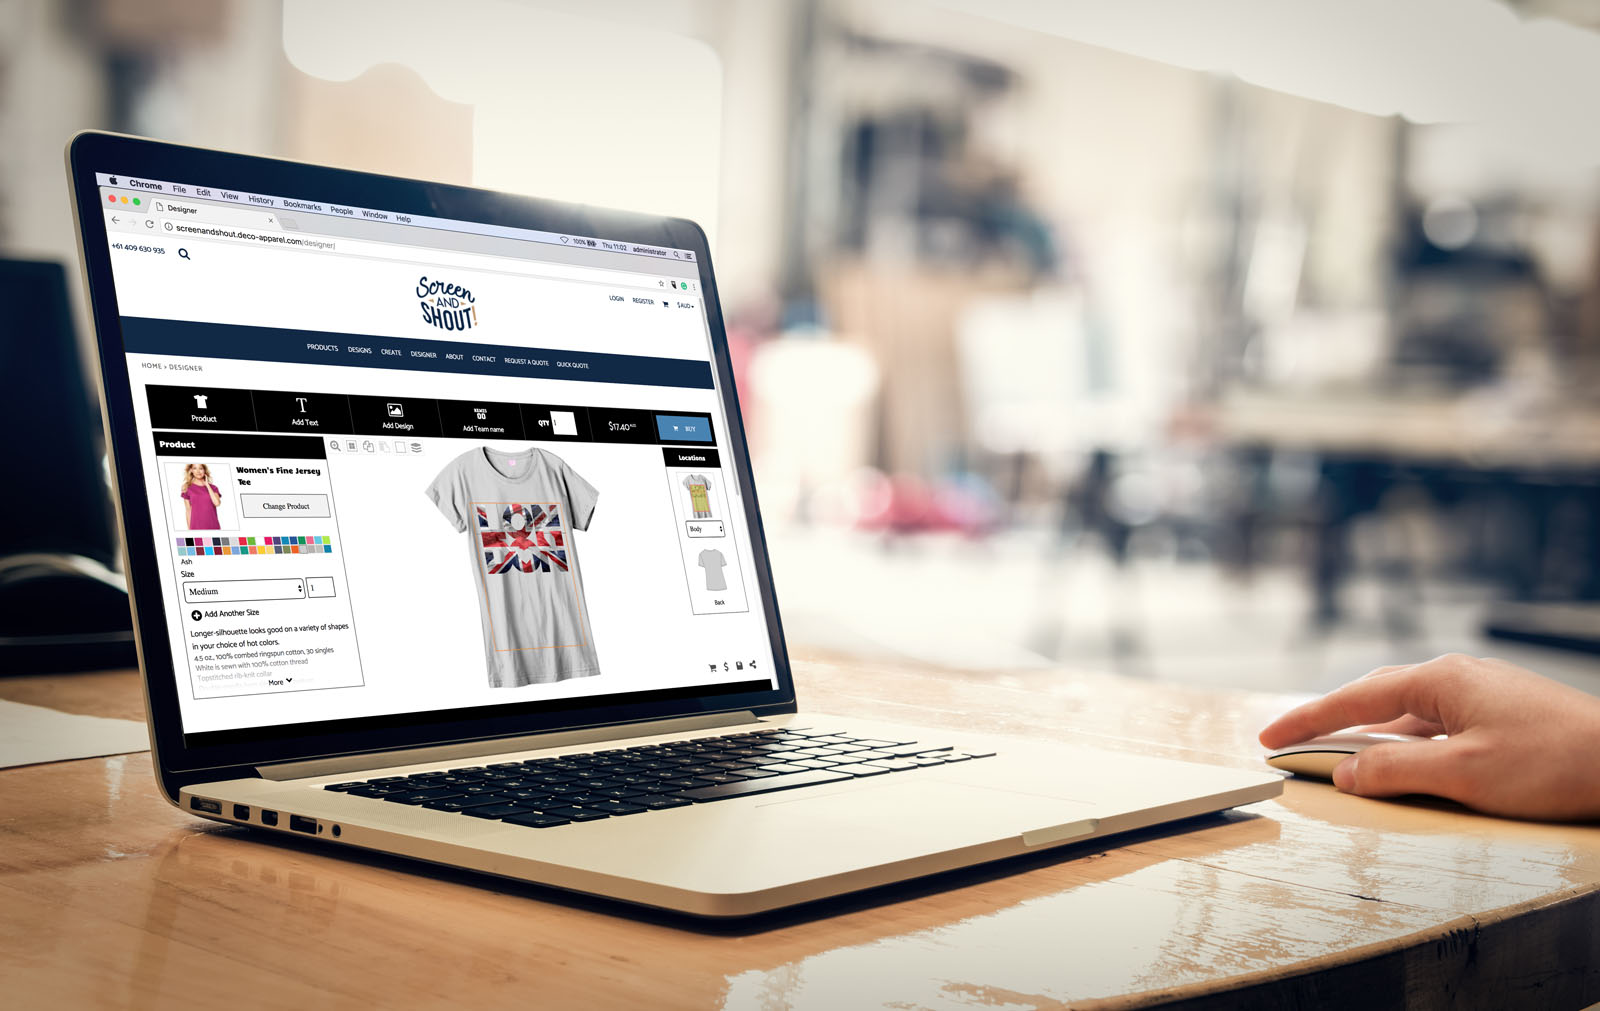 Chrome File Edit View History Bookmarks People Window Help
100% Thu 11:02 administrator
Designer
screenandshout.deco-apparel.com/designer/
+61 409 630 935
Screen
AND
SHOUT!
LOGIN REGISTER $AUD
PRODUCTS DESIGNS CREATE DESIGNER ABOUT CONTACT REQUEST A QUOTE QUICK QUOTE
HOME > DESIGNER
Product
Add Text
Add Design
Add Team name
QTY
$17.40
BUY
Product
Women's Fine Jersey
Tee
Change Product
Ash
Size
Medium 1
Add Another Size
Longer-silhouette looks good on a variety of shapes
in your choice of hot colors.
4.5 oz., 100% combed ringspun cotton, 30 singles
White is sewn with 100% cotton thread
Topstitched rib-knit collar
More
LON
DON
Locations
Body
Back